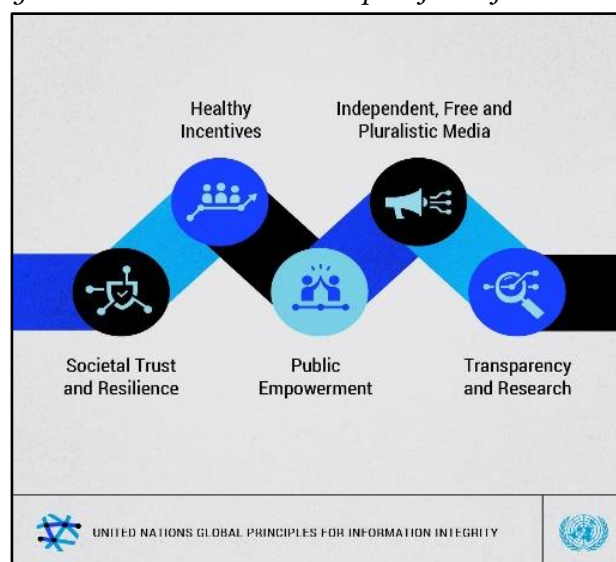 Healthy
Incentives
Independent, Free and
Pluralistic Media
Societal Trust
and Resilience
Public
Empowerment
Transparency
and Research
UNITED NATIONS GLOBAL PRINCIPLES FOR INFORMATION INTEGRITY